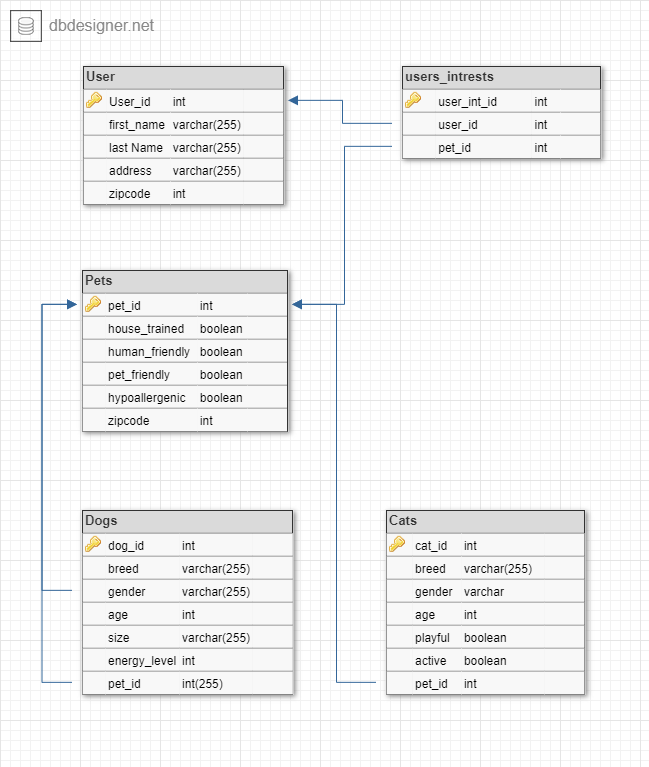 dbdesigner.net
User
User_id int
first_name varchar(255)
last Name varchar(255)
address varchar(255)
zipcode int
users_intrests
user_int_id int
user_id int
pet_id int
Pets
pet_id int
house_trained boolean
human_friendly boolean
pet_friendly boolean
hypoallergenic boolean
zipcode int
Dogs
dog_id int
breed varchar(255)
gender varchar(255)
age int
size varchar(255)
energy_level int
pet_id int(255)
Cats
cat_id int
breed varchar(255)
gender varchar
age int
playful boolean
active boolean
pet_id int